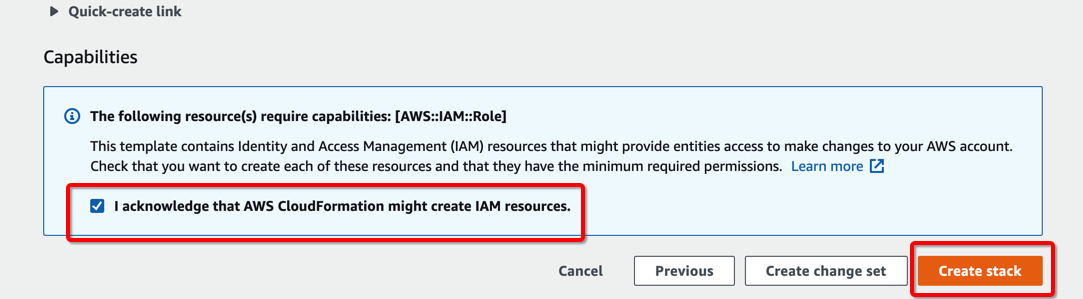 Quick-create link
Capabilities
The following resource(s) require capabilities: [AWS::IAM::Role]
This template contains Identity and Access Management (IAM) resources that might provide entities access to make changes to your AWS account.
Check that you want to create each of these resources and that they have the minimum required permissions. Learn more
I acknowledge that AWS CloudFormation might create IAM resources.
Cancel Previous Create change set Create stack